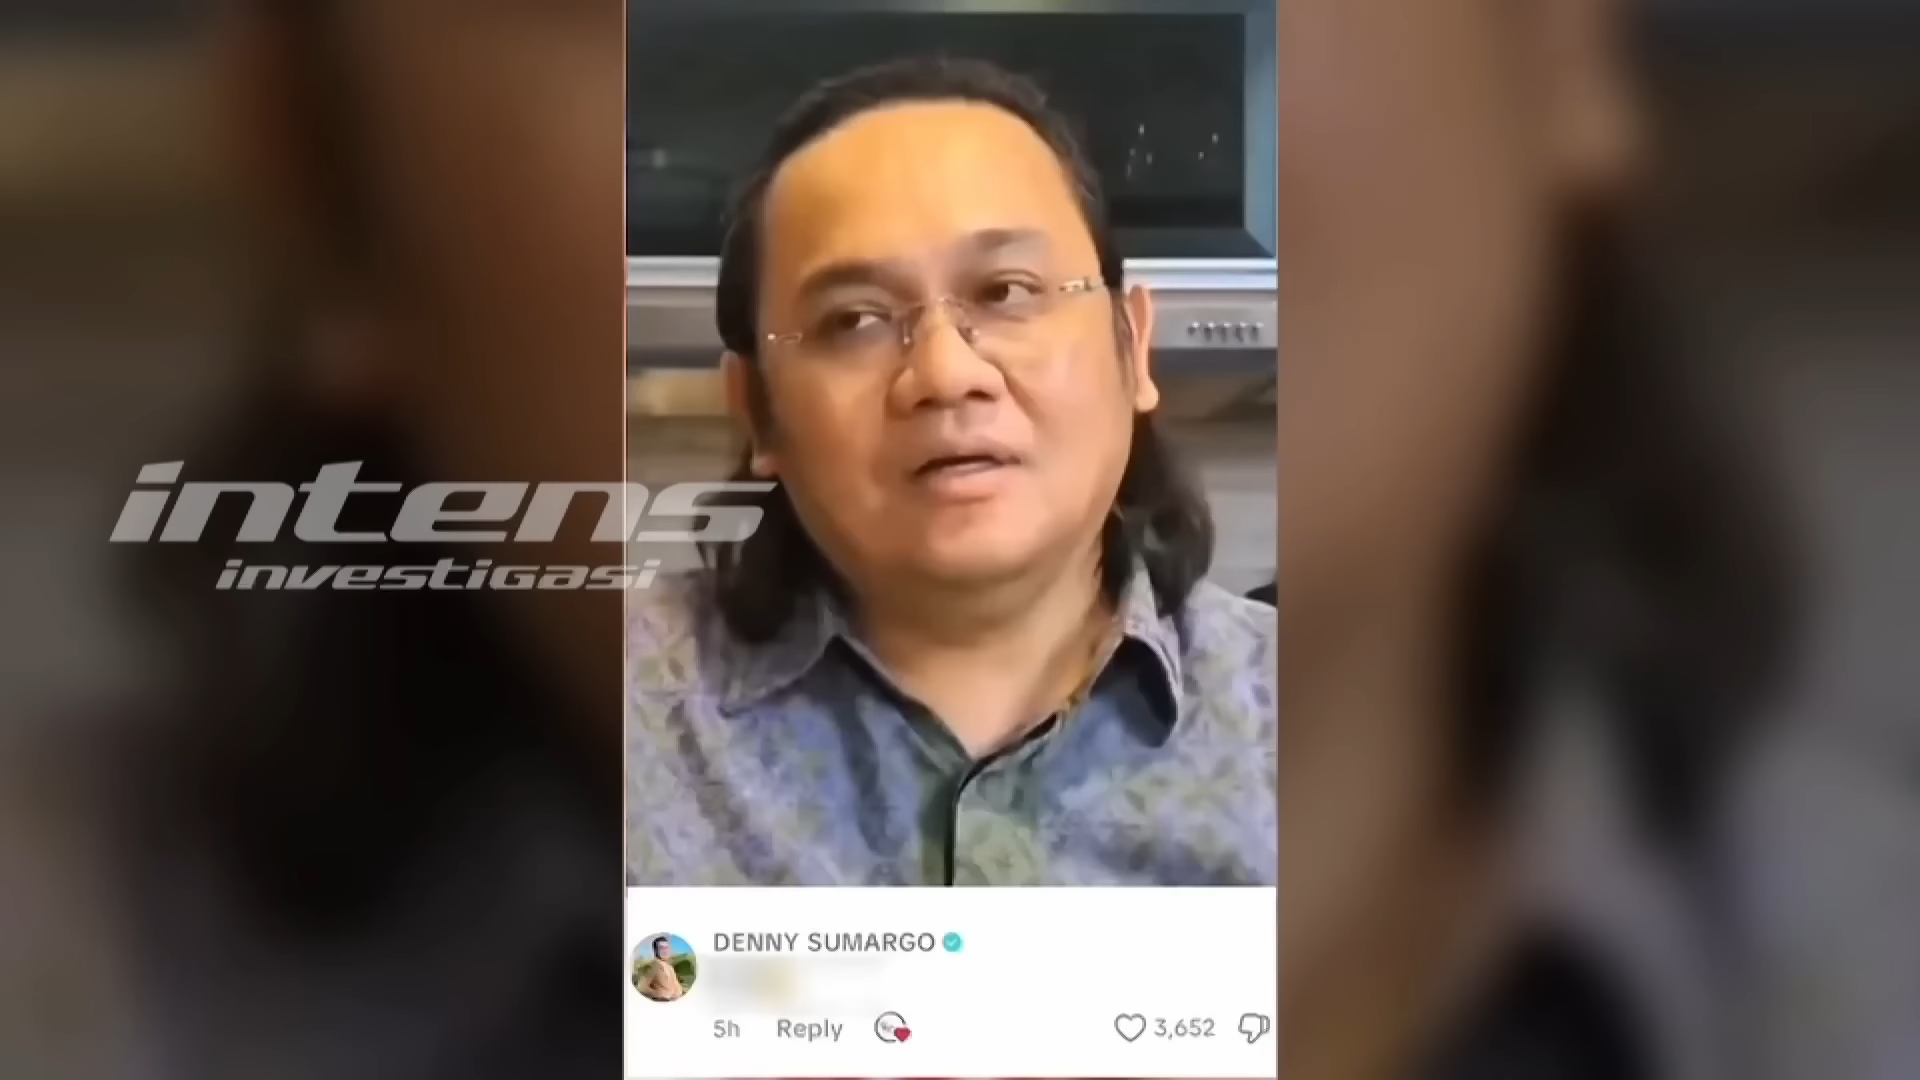 intens
investigasi
DENNY SUMARGO
5h Reply 3,652